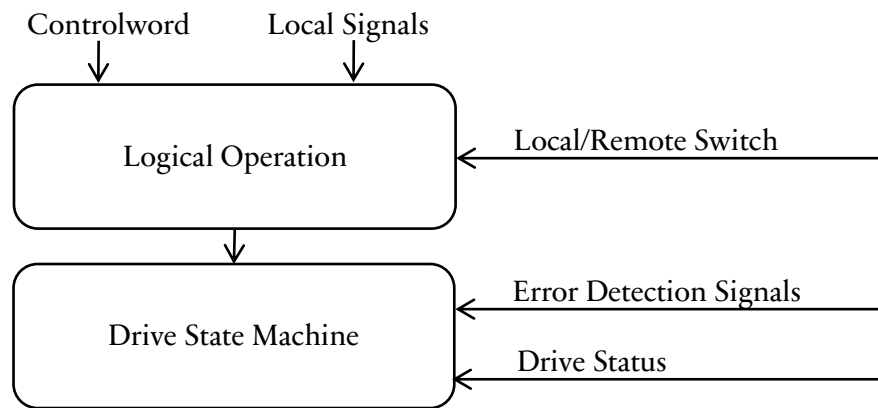 Controlword
Local Signals
Logical Operation
Local/Remote Switch
Drive State Machine
Error Detection Signals
Drive Status